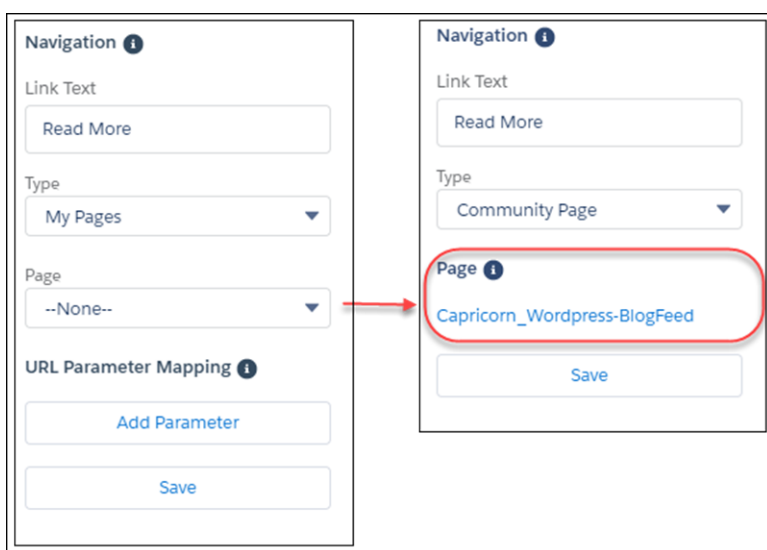 Navigation
Link Text
Read More
Type
My Pages
Page
--None--
URL Parameter Mapping
Add Parameter
Save
Navigation
Link Text
Read More
Type
Community Page
Page
Capricorn_Wordpress-BlogFeed
Save